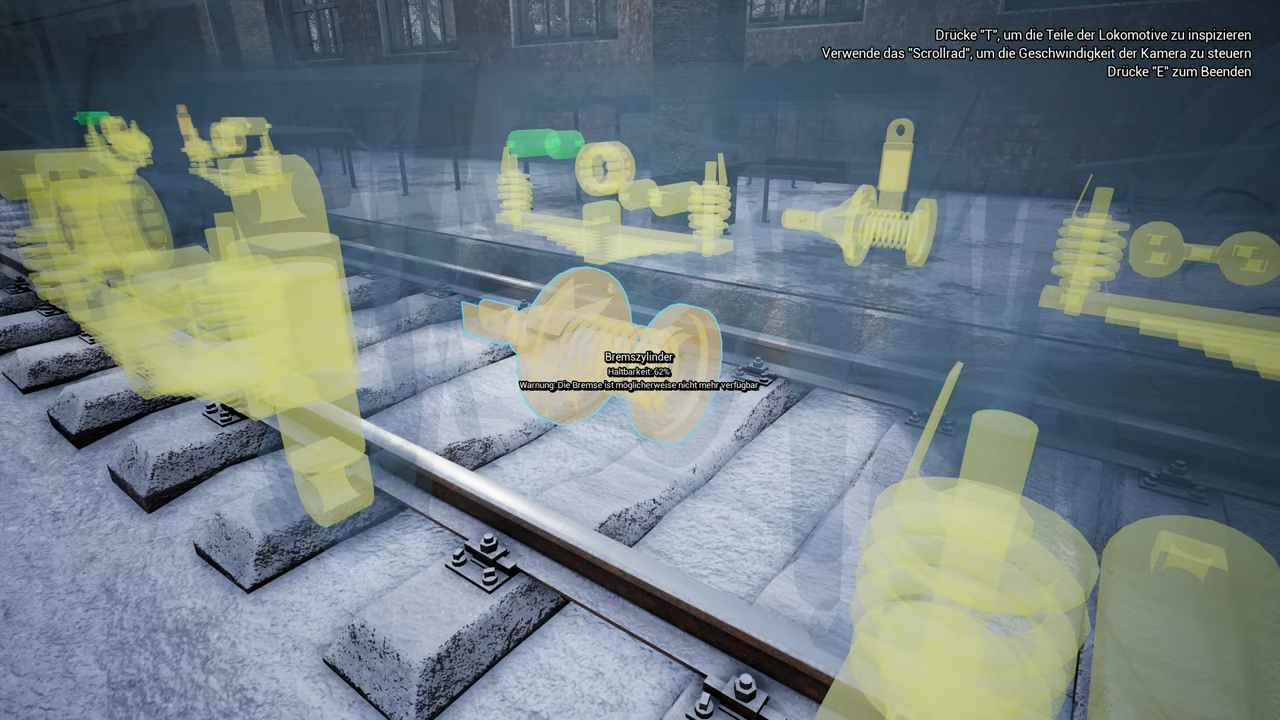 Drücke "T", um die Teile der Lokomotive zu inspizieren
Verwende das "Scrollrad", um die Geschwindigkeit der Kamera zu steuern
Drücke "E" zum Beenden
Bremszylinder
Haltbarkeit: 62%
Warnung: Die Bremse ist möglicherweise nicht mehr verfügbar